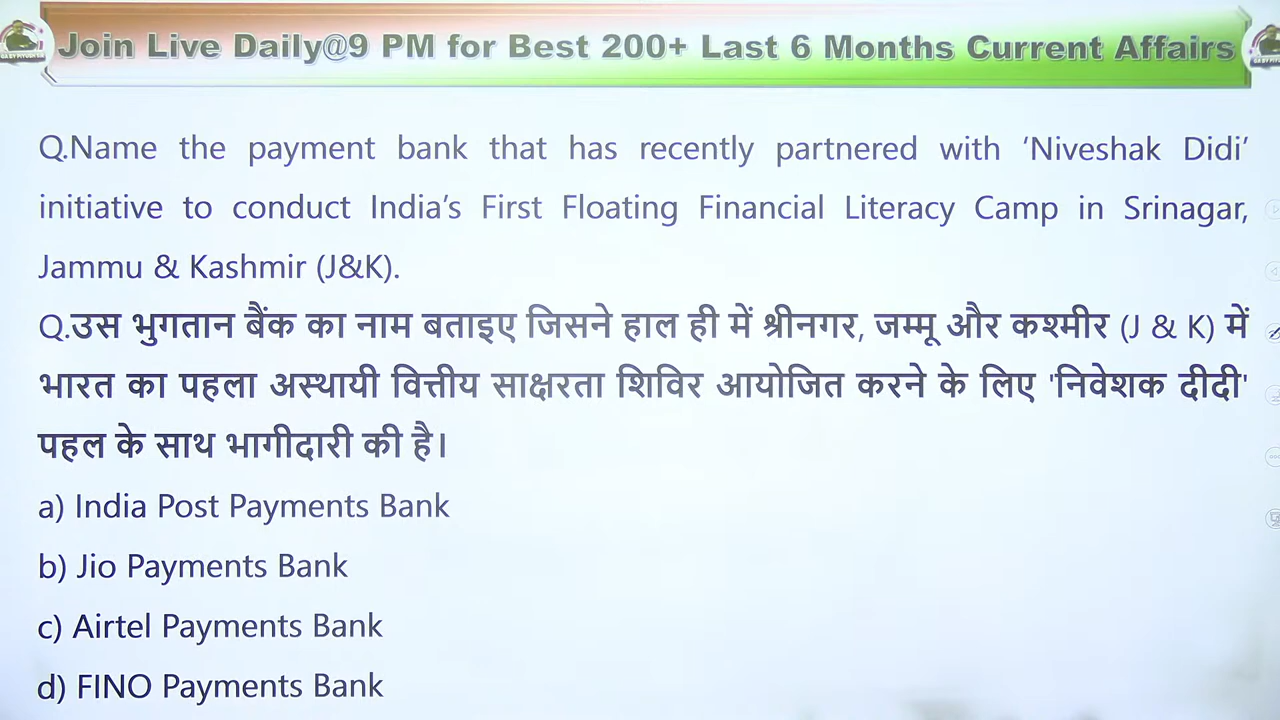 Join Live Daily@9 PM for Best 200+ Last 6 Months Current Affairs
Q.Name the payment bank that has recently partnered with ‘Niveshak Didi’
initiative to conduct India’s First Floating Financial Literacy Camp in Srinagar,
Jammu & Kashmir (J&K).
Q.उस भुगतान बैंक का नाम बताइए जिसने हाल ही में श्रीनगर, जम्मू और कश्मीर (J & K) में
भारत का पहला अस्थायी वित्तीय साक्षरता शिविर आयोजित करने के लिए 'निवेशक दीदी'
पहल के साथ भागीदारी की है।
a) India Post Payments Bank
b) Jio Payments Bank
c) Airtel Payments Bank
d) FINO Payments Bank